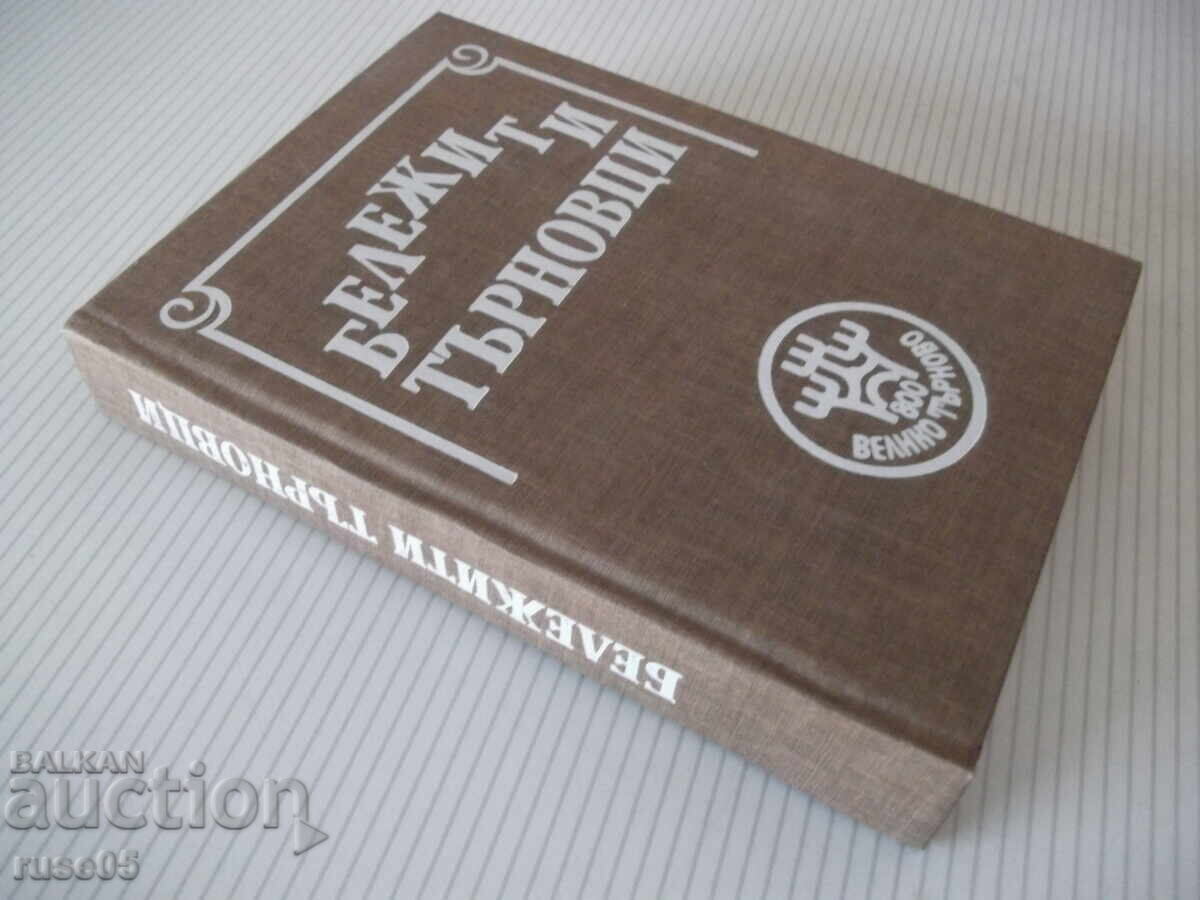 БЕЛЕЖИТИ
ТЪРНОВЦИ
800
ВЕЛИКО ТЪРНОВО
БЕЛЕЖИТИ ТЪРНОВЦИ
BALKAN
auction
ruse05